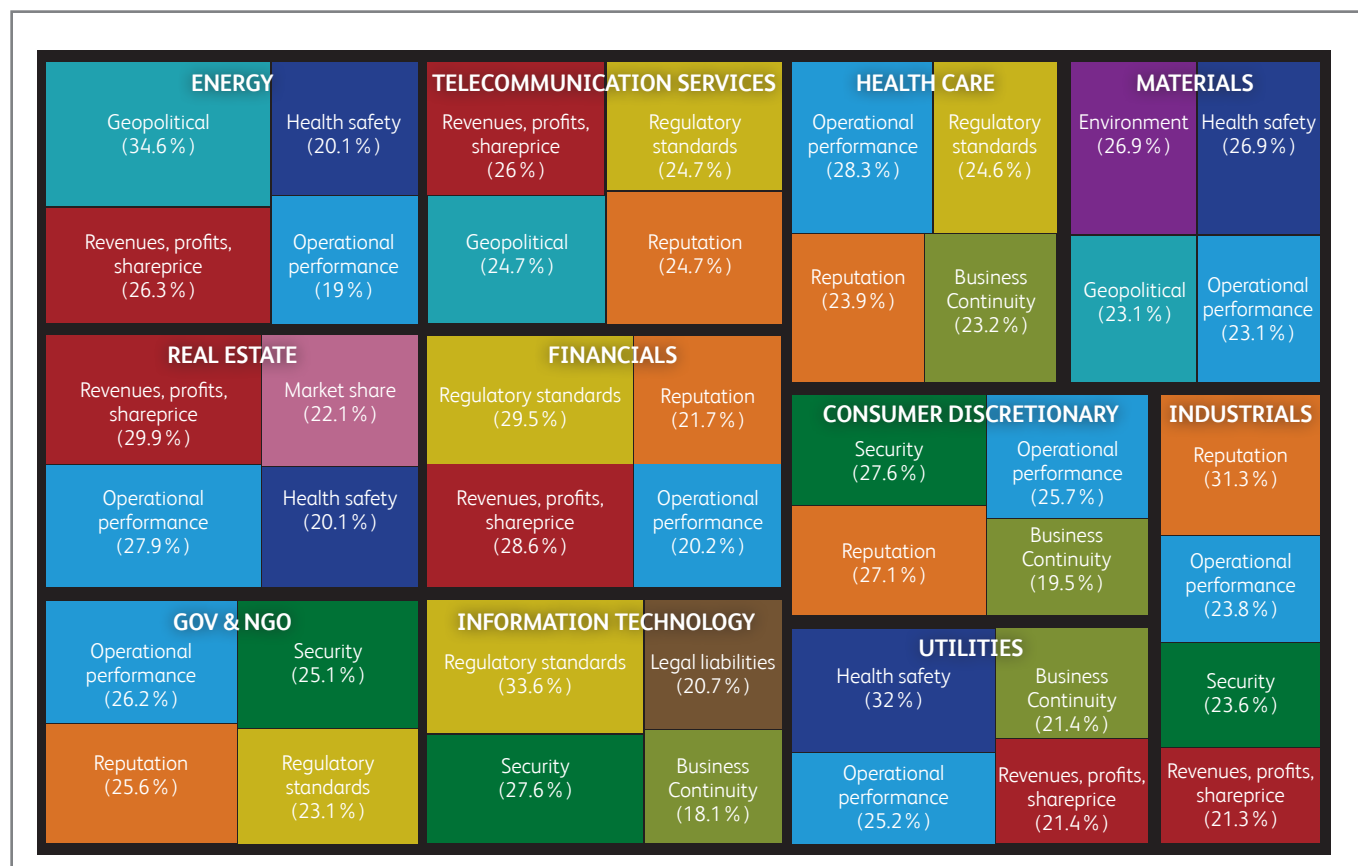 ENERGY
Geopolitical
(34.6%)
Health safety
(20.1%)
Revenues, profits,
shareprice
(26.3%)
Operational
performance
(19%)
TELECOMMUNICATION SERVICES
Revenues, profits,
shareprice
(26%)
Regulatory
standards
(24.7%)
Geopolitical
(24.7%)
Reputation
(24.7%)
HEALTH CARE
Operational
performance
(28.3%)
Regulatory
standards
(24.6%)
Reputation
(23.9%)
Business
Continuity
(23.2%)
MATERIALS
Environment
(26.9%)
Health safety
(26.9%)
Geopolitical
(23.1%)
Operational
performance
(23.1%)
REAL ESTATE
Revenues, profits,
shareprice
(29.9%)
Market share
(22.1%)
Operational
performance
(27.9%)
Health safety
(20.1%)
FINANCIALS
Regulatory standards
(29.5%)
Reputation
(21.7%)
Revenues, profits,
shareprice
(28.6%)
Operational
performance
(20.2%)
CONSUMER DISCRETIONARY
Security
(27.6%)
Operational
performance
(25.7%)
Reputation
(27.1%)
Business
Continuity
(19.5%)
INDUSTRIALS
Reputation
(31.3%)
Operational
performance
(23.8%)
Security
(23.6%)
Revenues, profits,
shareprice
(21.3%)
GOV & NGO
Operational
performance
(26.2%)
Security
(25.1%)
Reputation
(25.6%)
Regulatory
standards
(23.1%)
INFORMATION TECHNOLOGY
Regulatory standards
(33.6%)
Legal liabilities
(20.7%)
Security
(27.6%)
Business
Continuity
(18.1%)
UTILITIES
Health safety
(32%)
Business
Continuity
(21.4%)
Operational
performance
(25.2%)
Revenues, profits,
shareprice
(21.4%)